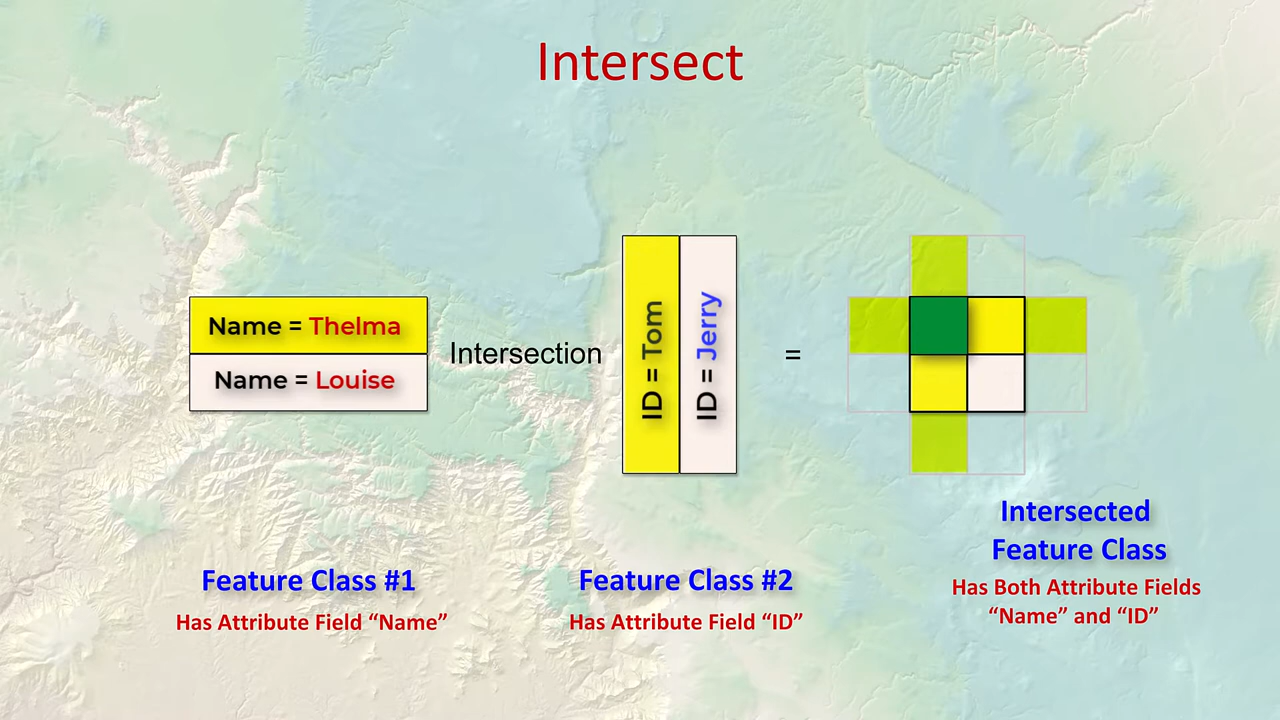 Intersect
Name = Thelma
Name = Louise
Intersection
ID = Tom
ID = Jerry
=
Feature Class #1
Has Attribute Field “Name”
Feature Class #2
Has Attribute Field “ID”
Intersected
Feature Class
Has Both Attribute Fields
“Name” and “ID”